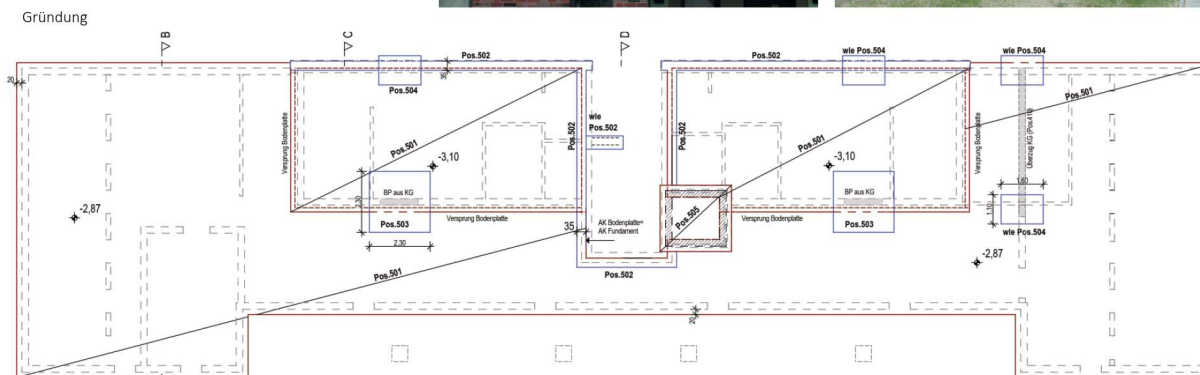 Gründung
B
C
D
20
Pos.502
36
Pos.504
Pos.502
wie Pos.504
wie Pos.504
Versprung Bodenplatte
Pos.501
-3,10
Pos.502
wie
Pos.502
Pos.502
Pos.501
-3,10
Versprung Bodenplatte
Pos.501
Überzug KG (Pos419)
-2,87
2,30
BP aus KG
Pos.503
2,30
Versprung Bodenplatte
35
AK Bodenplatte=
AK Fundament
Pos.502
Pos.505
Versprung Bodenplatte
BP aus KG
Pos.503
1,60
1,10
wie Pos.504
-2,87
Pos.501
20